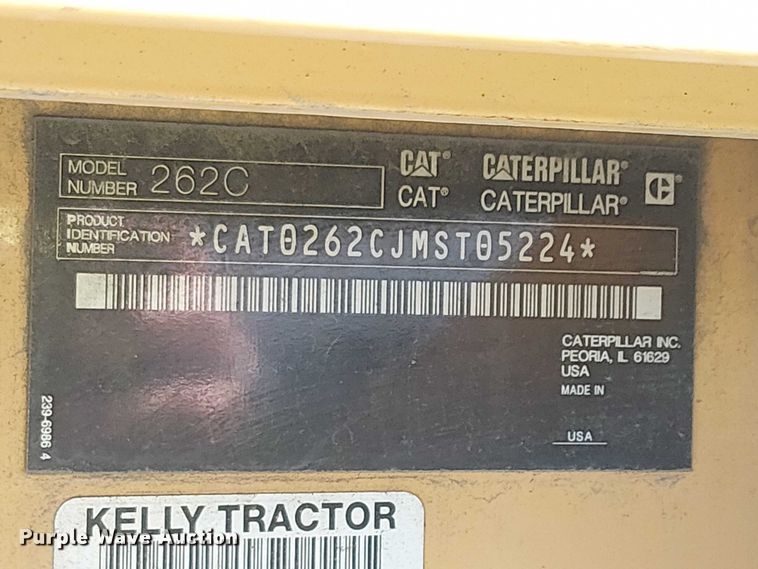 MODEL NUMBER 262C
CAT® CATERPILLAR®
CAT® CATERPILLAR®
PRODUCT IDENTIFICATION NUMBER *CAT0262CJMST05224*
CATERPILLAR INC.
PEORIA, IL 61629
USA
MADE IN
USA
239-6986 4
KELLY TRACTOR
Purple Wave Auction